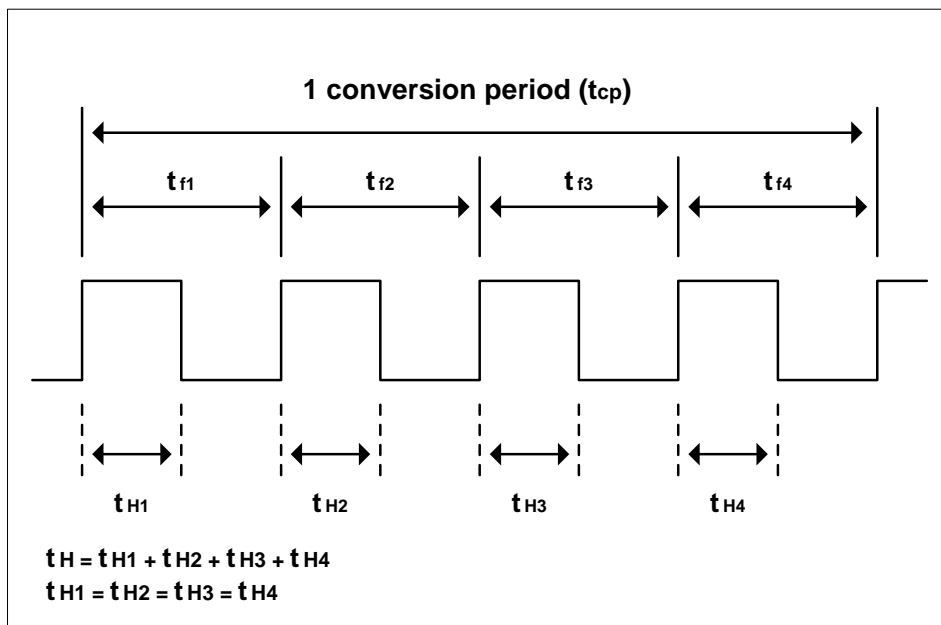 1 conversion period (tcp)
tf1 tf2 tf3 tf4
tH1 tH2 tH3 tH4
tH = tH1 + tH2 + tH3 + tH4
tH1 = tH2 = tH3 = tH4